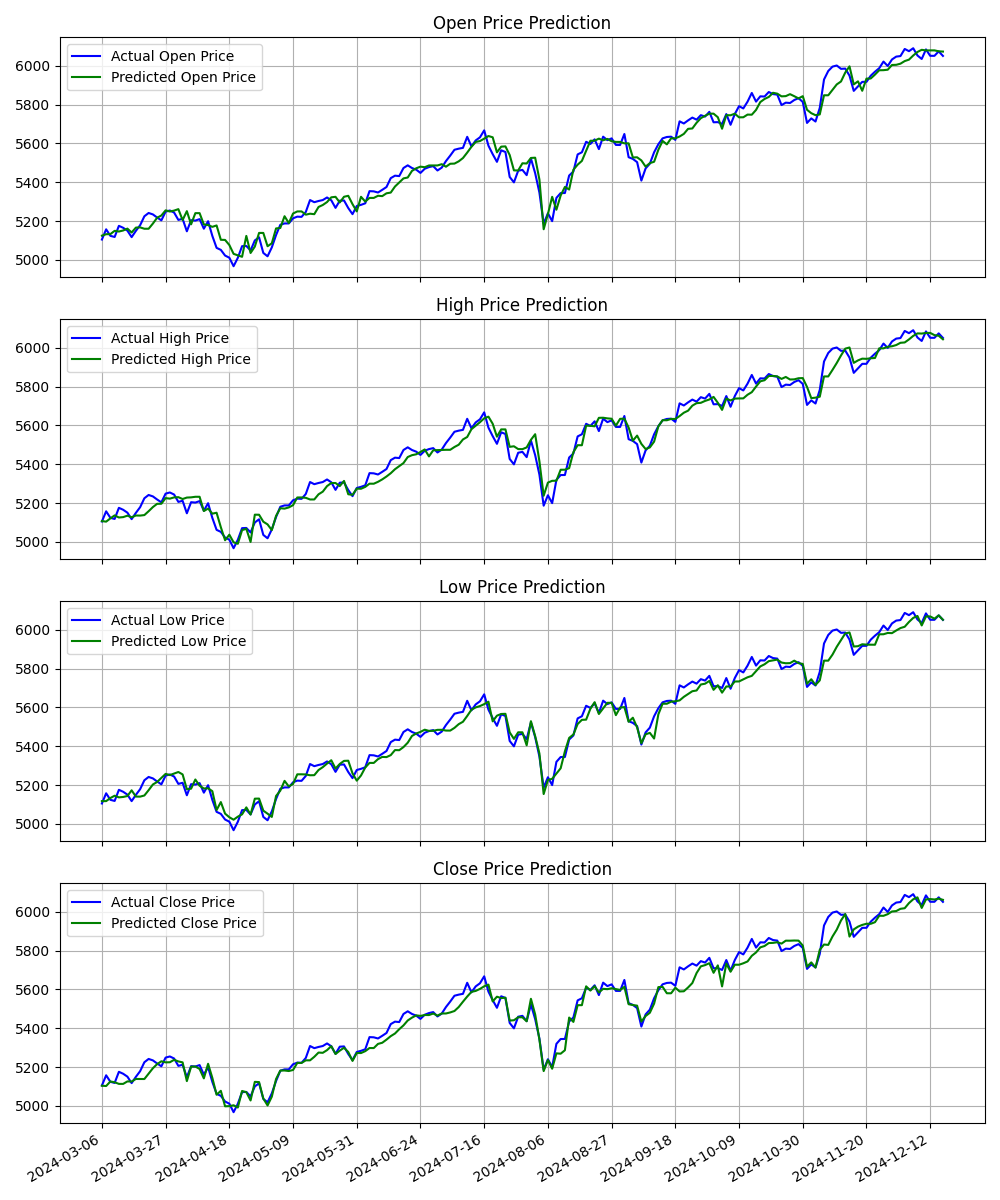 Open Price Prediction
Actual Open Price
Predicted Open Price
6000
5800
5600
5400
5200
5000
High Price Prediction
Actual High Price
Predicted High Price
6000
5800
5600
5400
5200
5000
Low Price Prediction
Actual Low Price
Predicted Low Price
6000
5800
5600
5400
5200
5000
Close Price Prediction
Actual Close Price
Predicted Close Price
6000
5800
5600
5400
5200
5000
2024-03-06 2024-03-27 2024-04-18 2024-05-09 2024-05-31 2024-06-24 2024-07-16 2024-08-06 2024-08-27 2024-09-18 2024-10-09 2024-10-30 2024-11-20 2024-12-12